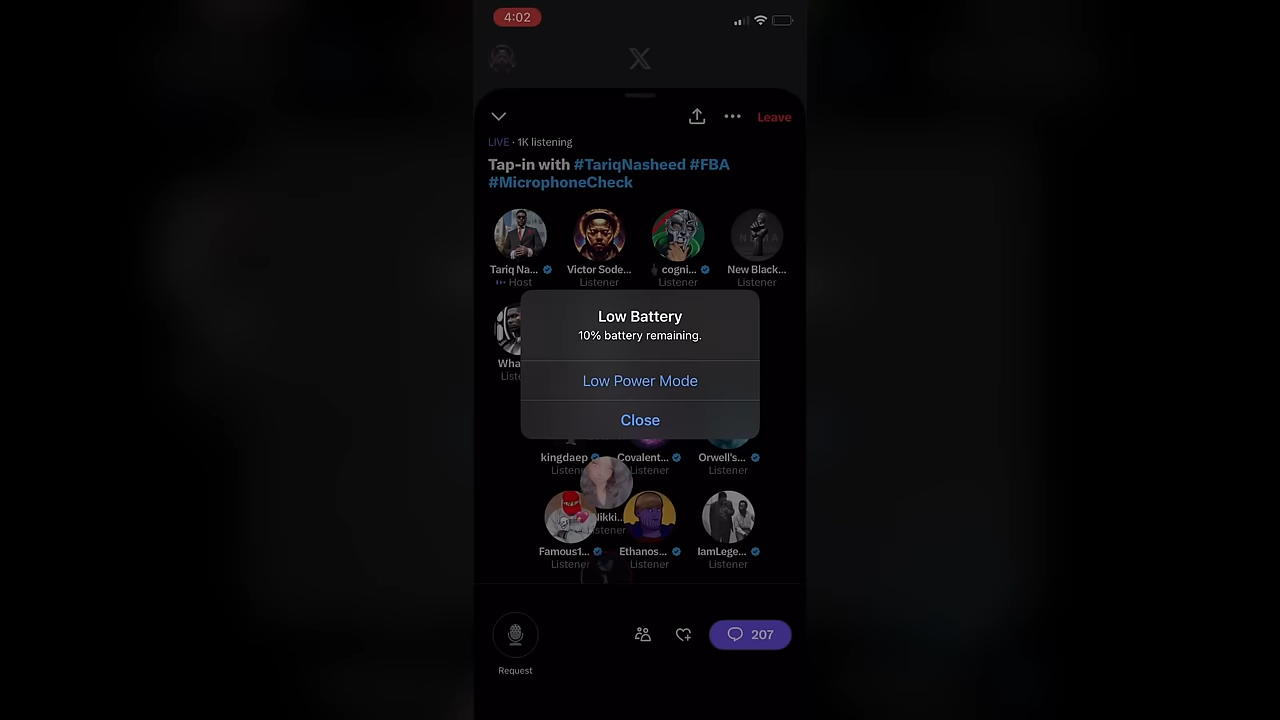 4:02
LIVE · 1K listening
Leave
Tap-in with #TariqNasheed #FBA
#MicrophoneCheck
Tariq Na... Victor Sode... cogni... New Black...
Host Listener Listener Listener
Low Battery
10% battery remaining.
Low Power Mode
Close
kingdaep Covalent... Orwell's...
Listener Listener
Famous1... Ethanos... IamLege...
Listener Listener Listener
Request
207